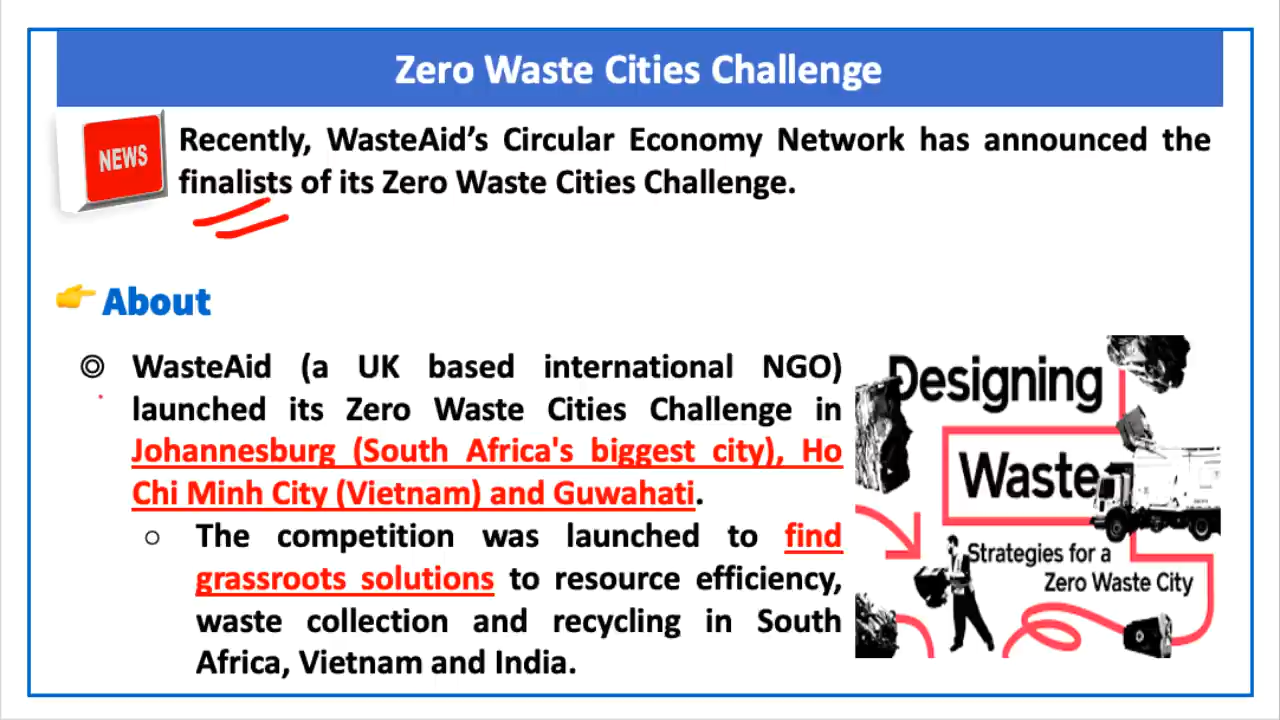 Zero Waste Cities Challenge
NEWS
Recently, WasteAid’s Circular Economy Network has announced the
finalists of its Zero Waste Cities Challenge.
👉 About
◎ WasteAid (a UK based international NGO)
launched its Zero Waste Cities Challenge in
Johannesburg (South Africa's biggest city), Ho
Chi Minh City (Vietnam) and Guwahati.
○ The competition was launched to find
grassroots solutions to resource efficiency,
waste collection and recycling in South
Africa, Vietnam and India.
Designing
Waste
Strategies for a
Zero Waste City